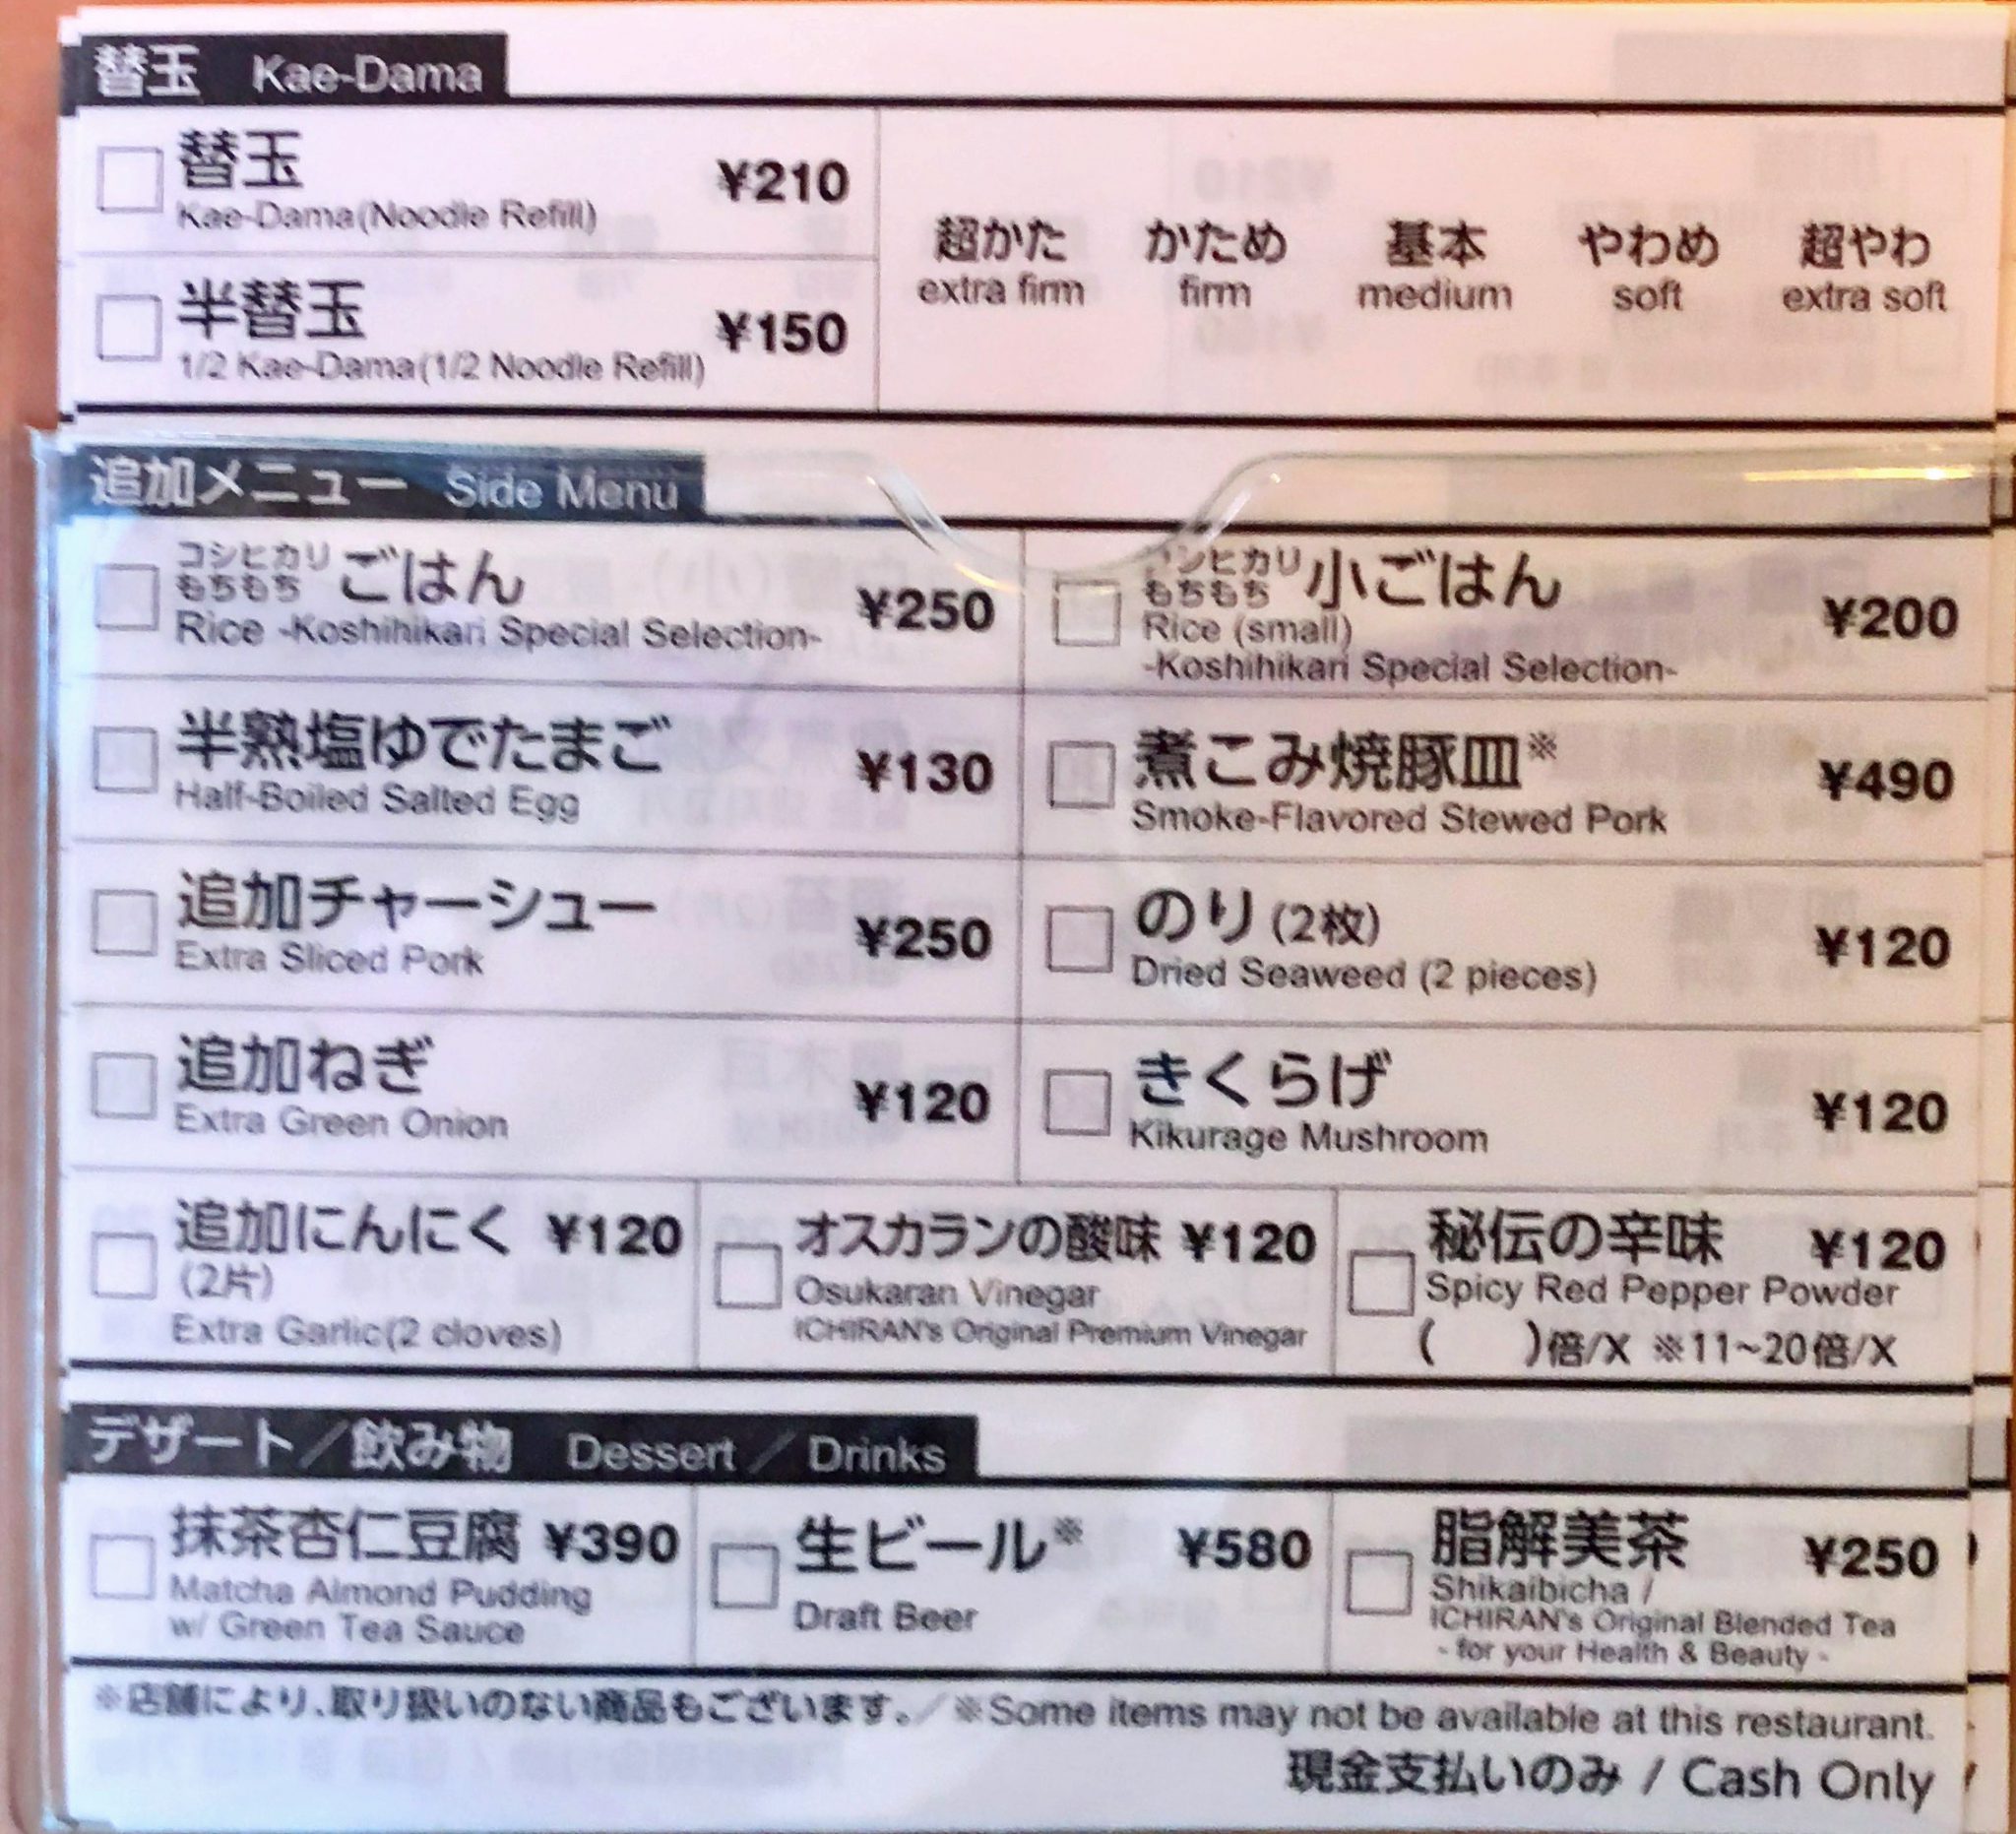 替玉 Kae-Dama
替玉 ¥210
Kae-Dama(Noodle Refill)
半替玉 ¥150
1/2 Kae-Dama(1/2 Noodle Refill)
超かた かため 基本 やわめ 超やわ
extra firm firm medium soft extra soft
追加メニュー Side Menu
コシヒカリ
もちもち ごはん ¥250
Rice -Koshihikari Special Selection-
コシヒカリ
もちもち 小ごはん ¥200
Rice (small)
-Koshihikari Special Selection-
半熟塩ゆでたまご ¥130
Half-Boiled Salted Egg
煮こみ焼豚皿※ ¥490
Smoke-Flavored Stewed Pork
追加チャーシュー ¥250
Extra Sliced Pork
のり(2枚) ¥120
Dried Seaweed (2 pieces)
追加ねぎ ¥120
Extra Green Onion
きくらげ ¥120
Kikurage Mushroom
追加にんにく ¥120
(2片)
Extra Garlic(2 cloves)
オスカランの酸味 ¥120
Osukaran Vinegar
ICHIRAN's Original Premium Vinegar
秘伝の辛味 ¥120
Spicy Red Pepper Powder
( )倍/X ※11~20倍/X
デザート／飲み物 Dessert / Drinks
抹茶杏仁豆腐 ¥390
Matcha Almond Pudding
w/ Green Tea Sauce
生ビール※ ¥580
Draft Beer
脂解美茶 ¥250
Shikaibicha /
ICHIRAN's Original Blended Tea
- for your Health & Beauty -
※店舗により、取り扱いのない商品もございます。／※Some items may not be available at this restaurant.
現金支払いのみ / Cash Only